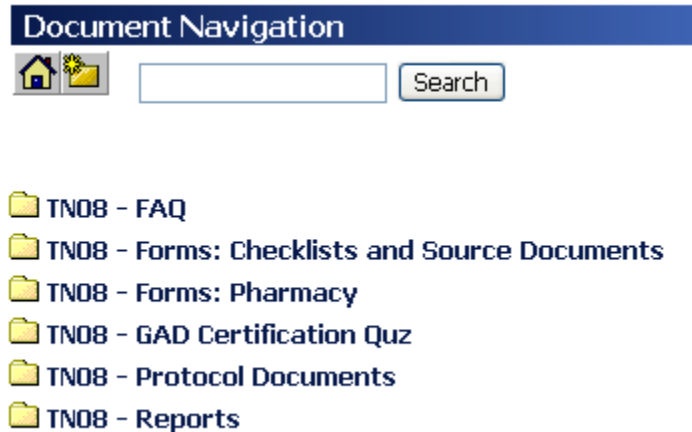 Document Navigation
Search
TN08 - FAQ
TN08 - Forms: Checklists and Source Documents
TN08 - Forms: Pharmacy
TN08 - GAD Certification Quz
TN08 - Protocol Documents
TN08 - Reports